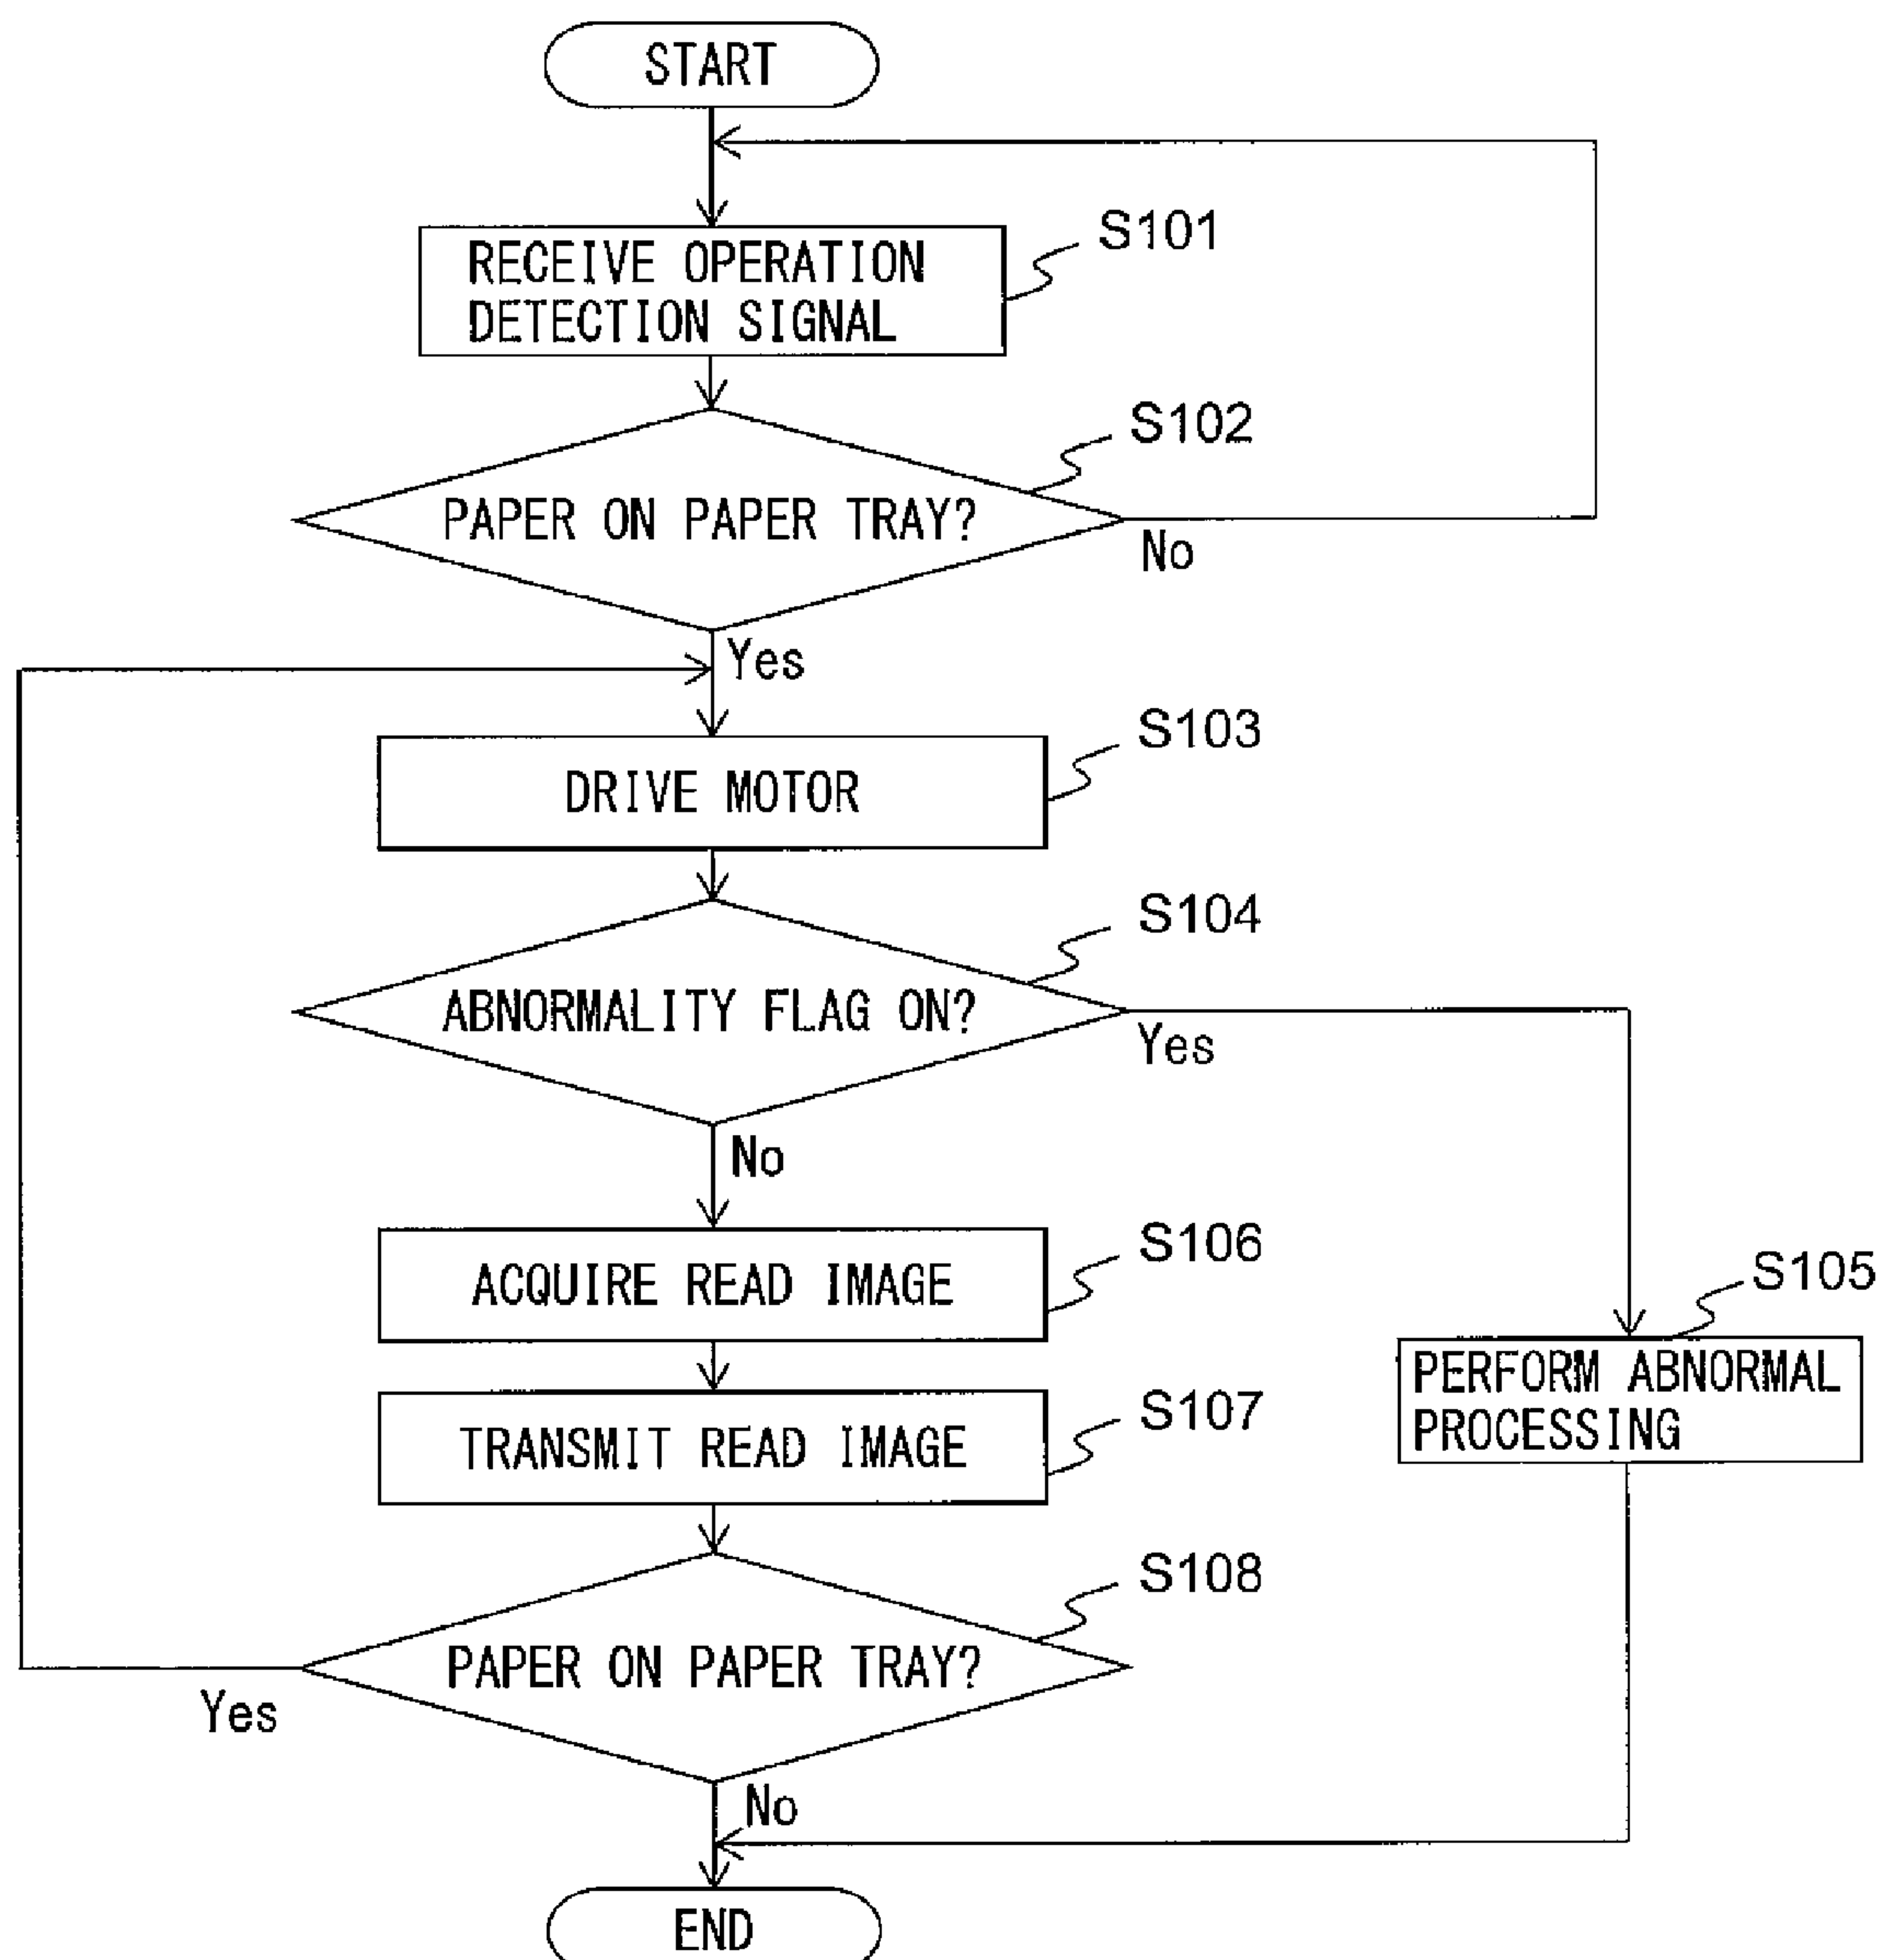 START
S101
RECEIVE OPERATION
DETECTION SIGNAL
S102
PAPER ON PAPER TRAY?
No
Yes
S103
DRIVE MOTOR
S104
ABNORMALITY FLAG ON?
Yes
No
S106
ACQUIRE READ IMAGE
S105
PERFORM ABNORMAL
PROCESSING
S107
TRANSMIT READ IMAGE
S108
PAPER ON PAPER TRAY?
Yes
No
END